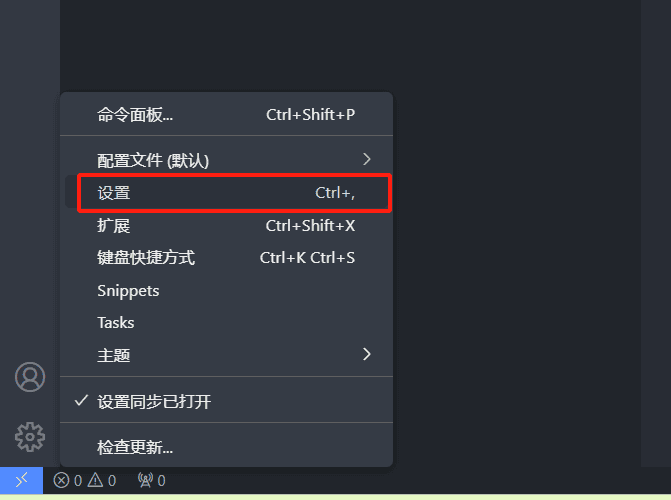 命令面板... Ctrl+Shift+P
配置文件 (默认)
设置 Ctrl+,
扩展 Ctrl+Shift+X
键盘快捷方式 Ctrl+K Ctrl+S
Snippets
Tasks
主题
设置同步已打开
检查更新...
0 0 0